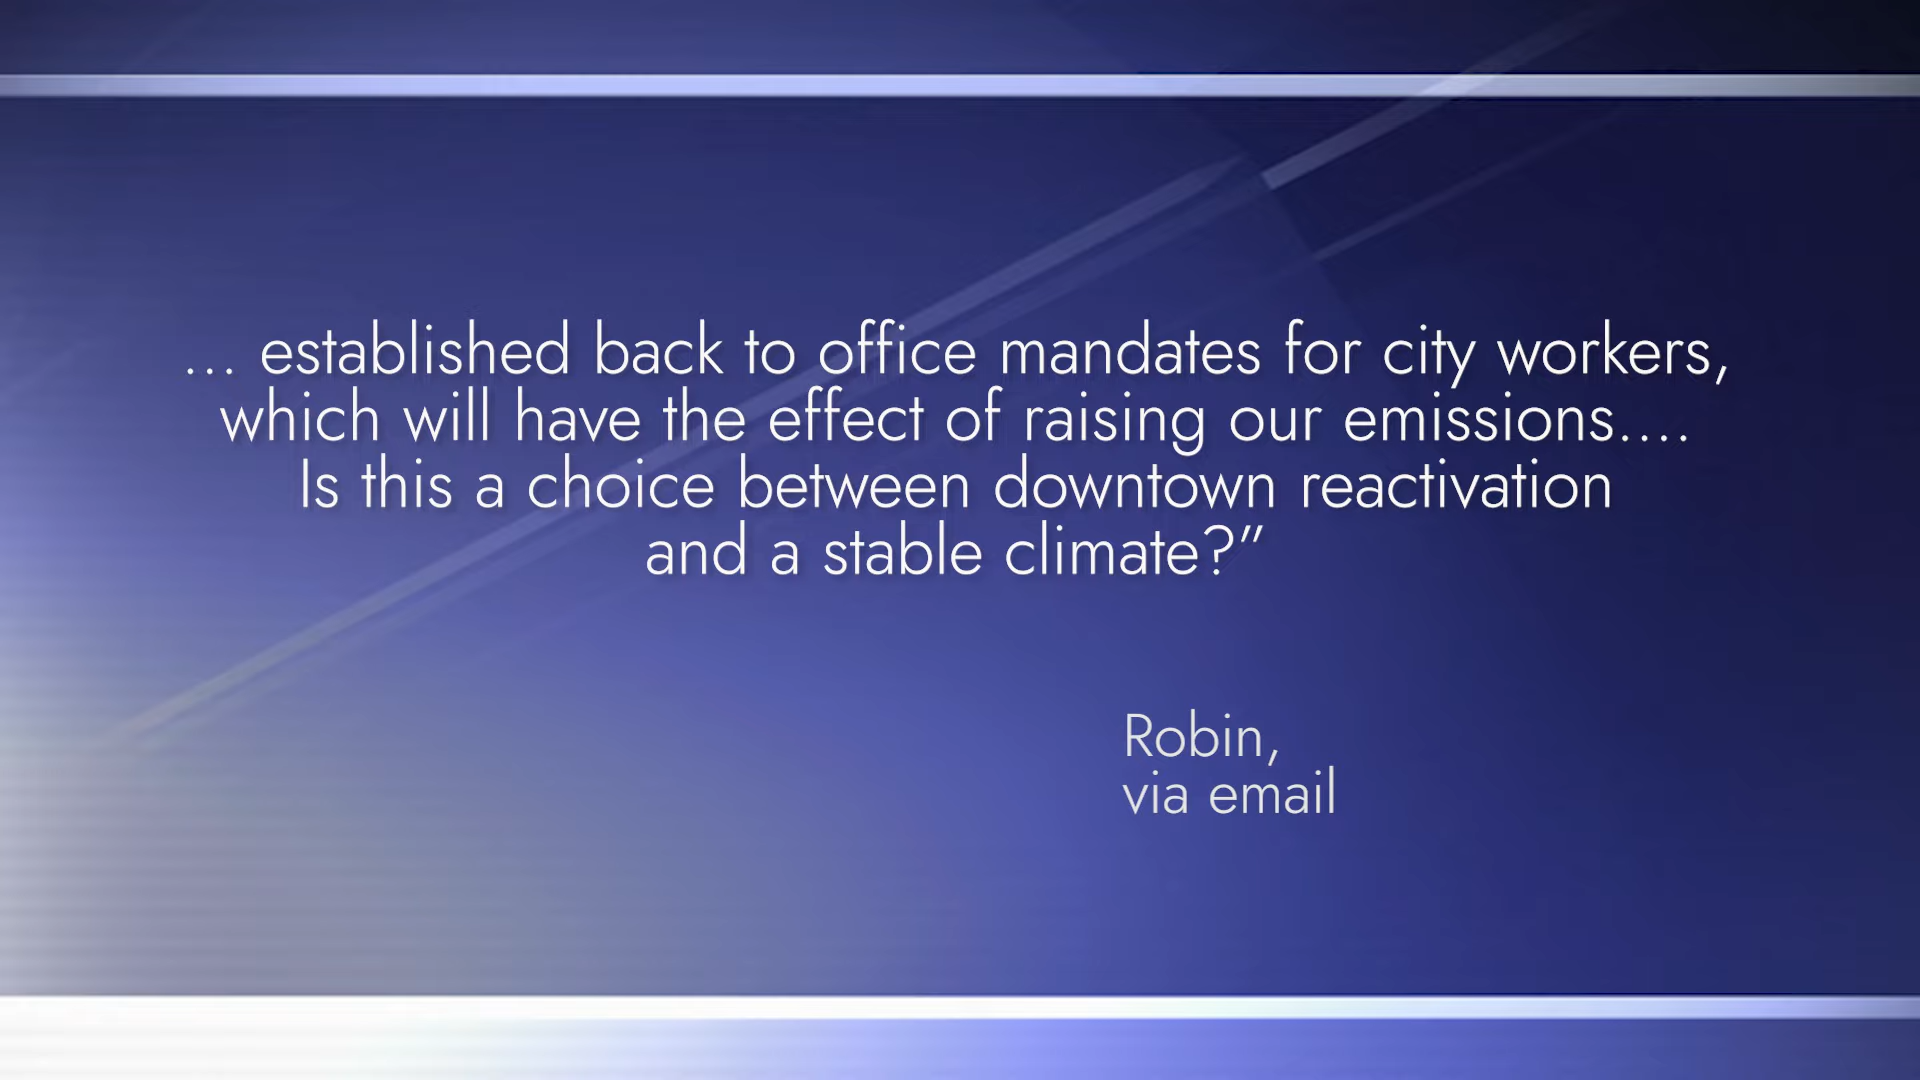 ... established back to office mandates for city workers,
which will have the effect of raising our emissions....
Is this a choice between downtown reactivation
and a stable climate?”
Robin,
via email